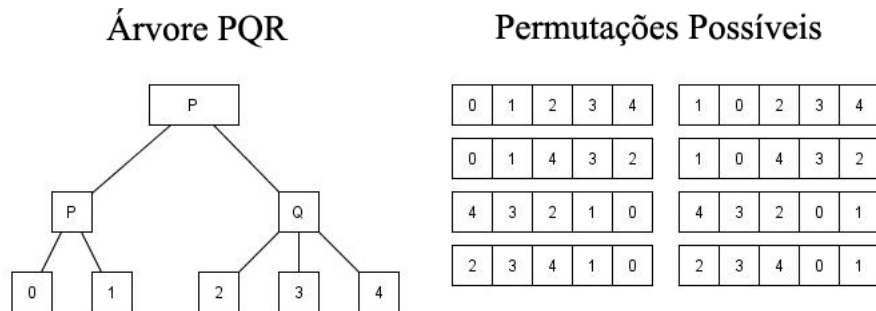 Árvore PQR
Permutações Possíveis
P
P Q
0 1 2 3 4
0 1 2 3 4
1 0 2 3 4
0 1 4 3 2
1 0 4 3 2
4 3 2 1 0
4 3 2 0 1
2 3 4 1 0
2 3 4 0 1